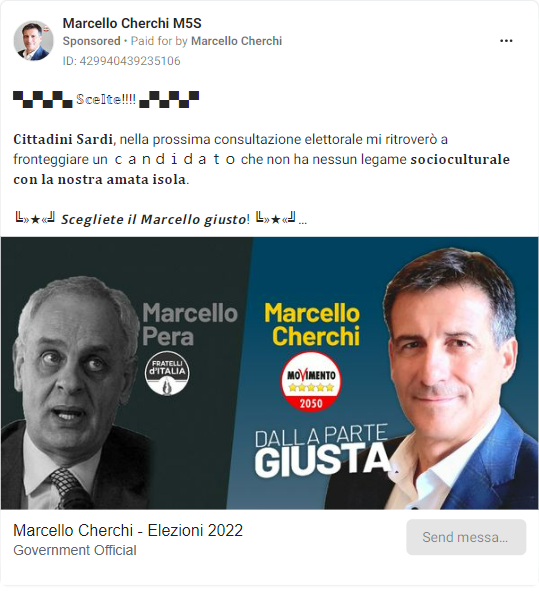 Marcello Cherchi M5S
Sponsored • Paid for by Marcello Cherchi
ID: 429940439235106
▀▄▀▄▀▄ 𝕊𝕔𝕖𝕝𝕥𝕖!!!! ▄▀▄▀▄▀
𝐂𝐢𝐭𝐭𝐚𝐝𝐢𝐧𝐢 𝐒𝐚𝐫𝐝𝐢, nella prossima consultazione elettorale mi ritroverò a
fronteggiare un ｃａｎｄｉｄａｔｏ che non ha nessun legame 𝐬𝐨𝐜𝐢𝐨𝐜𝐮𝐥𝐭𝐮𝐫𝐚𝐥𝐞
𝐜𝐨𝐧 𝐥𝐚 𝐧𝐨𝐬𝐭𝐫𝐚 𝐚𝐦𝐚𝐭𝐚 𝐢𝐬𝐨𝐥𝐚.
╚»★«╝ 𝙎𝙘𝙚𝙜𝙡𝙞𝙚𝙩𝙚 𝙞𝙡 𝙈𝙖𝙧𝙘𝙚𝙡𝙡𝙤 𝙜𝙞𝙪𝙨𝙩𝙤! ╚»★«╝...
Marcello
Pera
FRATELLI
d'ITALIA
Marcello
Cherchi
MOVIMENTO
2050
DALLA PARTE
GIUSTA
Marcello Cherchi - Elezioni 2022
Government Official
Send messa...